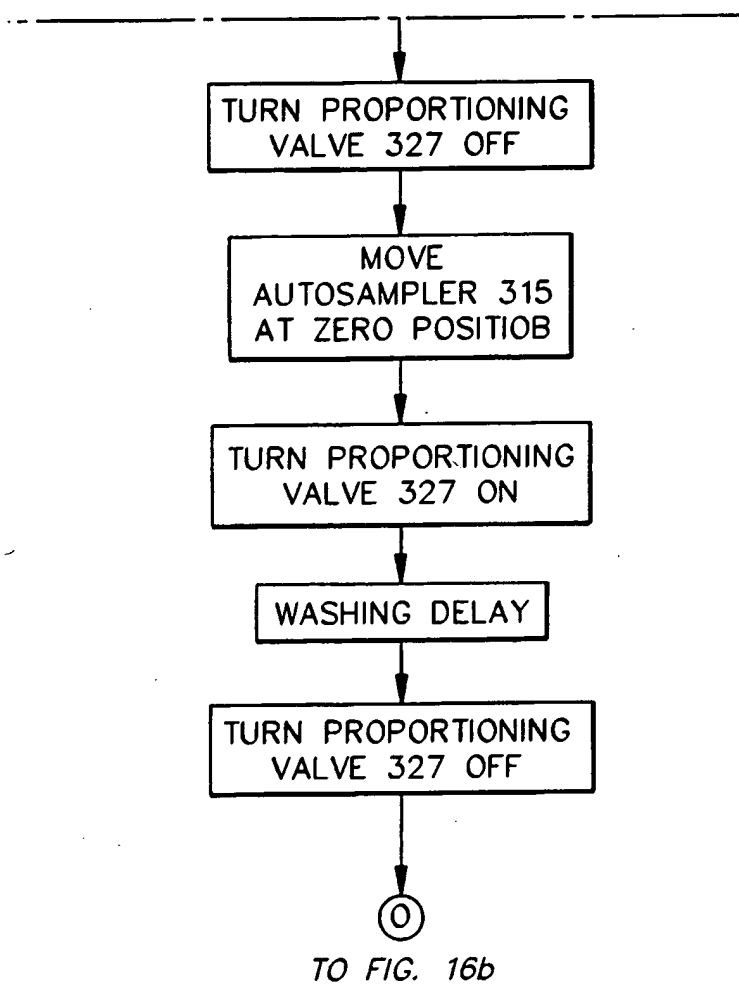 TURN PROPORTIONING
VALVE 327 OFF
MOVE
AUTOSAMPLER 315
AT ZERO POSITIOB
TURN PROPORTIONING
VALVE 327 ON
WASHING DELAY
TURN PROPORTIONING
VALVE 327 OFF
O
TO FIG. 16b